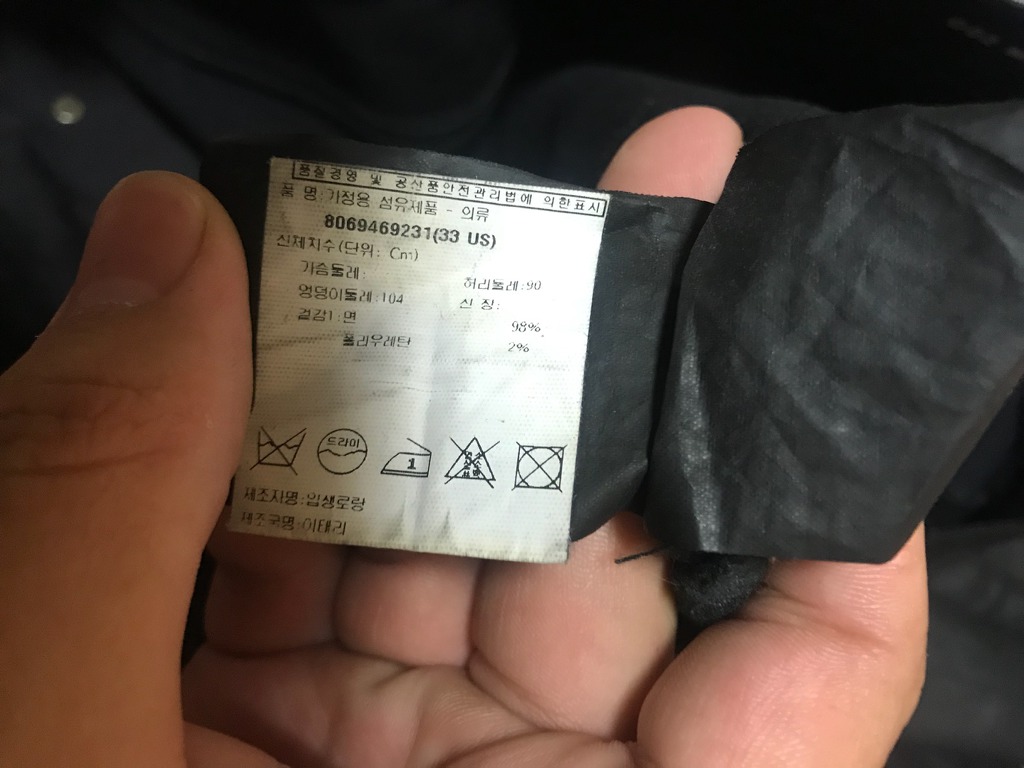 품질경영 및 공산품안전관리법에 의한표시
품 명:가정용 섬유제품 - 의류
8069469231(33 US)
신체치수(단위: Cm)
가슴둘레: 허리둘레:90
엉덩이둘레:104 신 장:
겉감1:면 98%
폴리우레탄 2%
드라이
1
제조자명:입생로랑
제조국명:이태리